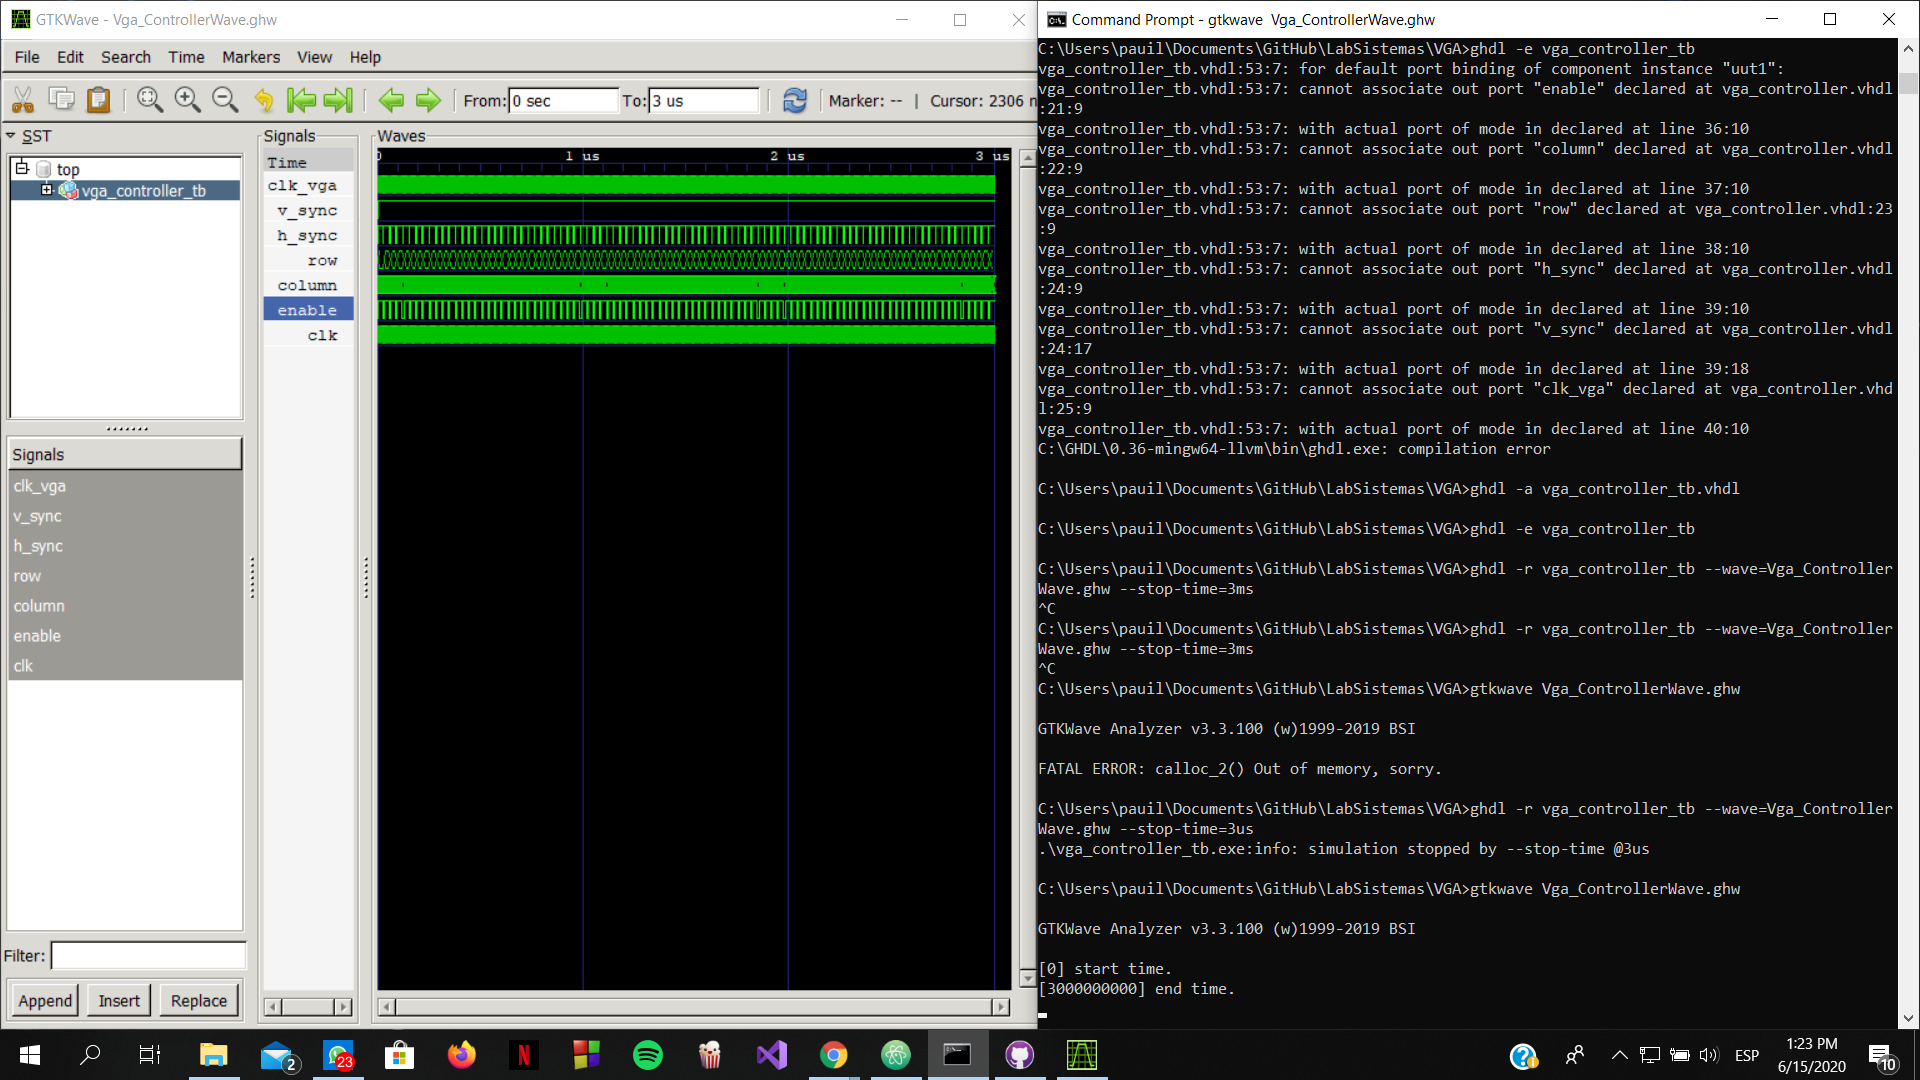 GTKWave - Vga_ControllerWave.ghw
File Edit Search Time Markers View Help
From: 0 sec To: 3 us Marker: -- | Cursor: 2306 n
SST
top
vga_controller_tb
Signals
clk_vga
v_sync
h_sync
row
column
enable
clk
Filter:
Append Insert Replace
Signals
Time
clk_vga
v_sync
h_sync
row
column
enable
clk
Waves
0 1 us 2 us 3 us
Command Prompt - gtkwave Vga_ControllerWave.ghw
C:\Users\pauil\Documents\GitHub\LabSistemas\VGA>ghdl -e vga_controller_tb
vga_controller_tb.vhdl:53:7: for default port binding of component instance "uut1":
vga_controller_tb.vhdl:53:7: cannot associate out port "enable" declared at vga_controller.vhdl
:21:9
vga_controller_tb.vhdl:53:7: with actual port of mode in declared at line 36:10
vga_controller_tb.vhdl:53:7: cannot associate out port "column" declared at vga_controller.vhdl
:22:9
vga_controller_tb.vhdl:53:7: with actual port of mode in declared at line 37:10
vga_controller_tb.vhdl:53:7: cannot associate out port "row" declared at vga_controller.vhdl:23
:9
vga_controller_tb.vhdl:53:7: with actual port of mode in declared at line 38:10
vga_controller_tb.vhdl:53:7: cannot associate out port "h_sync" declared at vga_controller.vhdl
:24:9
vga_controller_tb.vhdl:53:7: with actual port of mode in declared at line 39:10
vga_controller_tb.vhdl:53:7: cannot associate out port "v_sync" declared at vga_controller.vhdl
:24:17
vga_controller_tb.vhdl:53:7: with actual port of mode in declared at line 39:18
vga_controller_tb.vhdl:53:7: cannot associate out port "clk_vga" declared at vga_controller.vhd
l:25:9
vga_controller_tb.vhdl:53:7: with actual port of mode in declared at line 40:10
C:\GHDL\0.36-mingw64-llvm\bin\ghdl.exe: compilation error
C:\Users\pauil\Documents\GitHub\LabSistemas\VGA>ghdl -a vga_controller_tb.vhdl
C:\Users\pauil\Documents\GitHub\LabSistemas\VGA>ghdl -e vga_controller_tb
C:\Users\pauil\Documents\GitHub\LabSistemas\VGA>ghdl -r vga_controller_tb --wave=Vga_Controller
Wave.ghw --stop-time=3ms
^C
C:\Users\pauil\Documents\GitHub\LabSistemas\VGA>ghdl -r vga_controller_tb --wave=Vga_Controller
Wave.ghw --stop-time=3ms
^C
C:\Users\pauil\Documents\GitHub\LabSistemas\VGA>gtkwave Vga_ControllerWave.ghw
GTKWave Analyzer v3.3.100 (w)1999-2019 BSI
FATAL ERROR: calloc_2() Out of memory, sorry.
C:\Users\pauil\Documents\GitHub\LabSistemas\VGA>ghdl -r vga_controller_tb --wave=Vga_Controller
Wave.ghw --stop-time=3us
.\vga_controller_tb.exe:info: simulation stopped by --stop-time @3us
C:\Users\pauil\Documents\GitHub\LabSistemas\VGA>gtkwave Vga_ControllerWave.ghw
GTKWave Analyzer v3.3.100 (w)1999-2019 BSI
[0] start time.
[3000000000] end time.
2
23
N
ESP
1:23 PM
6/15/2020
10